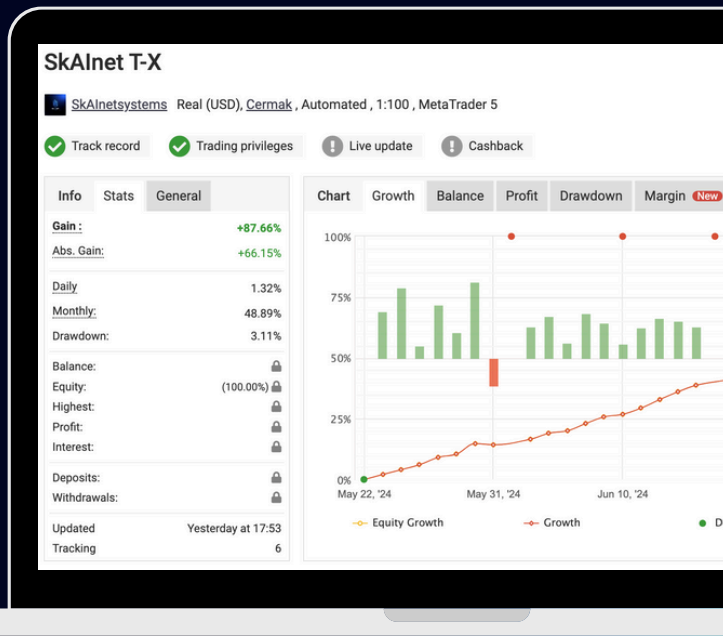 SkAInet T-X
SkAInetsystems Real (USD), Cermak , Automated , 1:100 , MetaTrader 5
Track record Trading privileges Live update Cashback
Info Stats General
Gain : +87.66%
Abs. Gain: +66.15%
Daily 1.32%
Monthly: 48.89%
Drawdown: 3.11%
Balance:
Equity: (100.00%)
Highest:
Profit:
Interest:
Deposits:
Withdrawals:
Updated Yesterday at 17:53
Tracking 6
Chart Growth Balance Profit Drawdown Margin New
100%
75%
50%
25%
0%
May 22, '24 May 31, '24 Jun 10, '24
Equity Growth Growth D